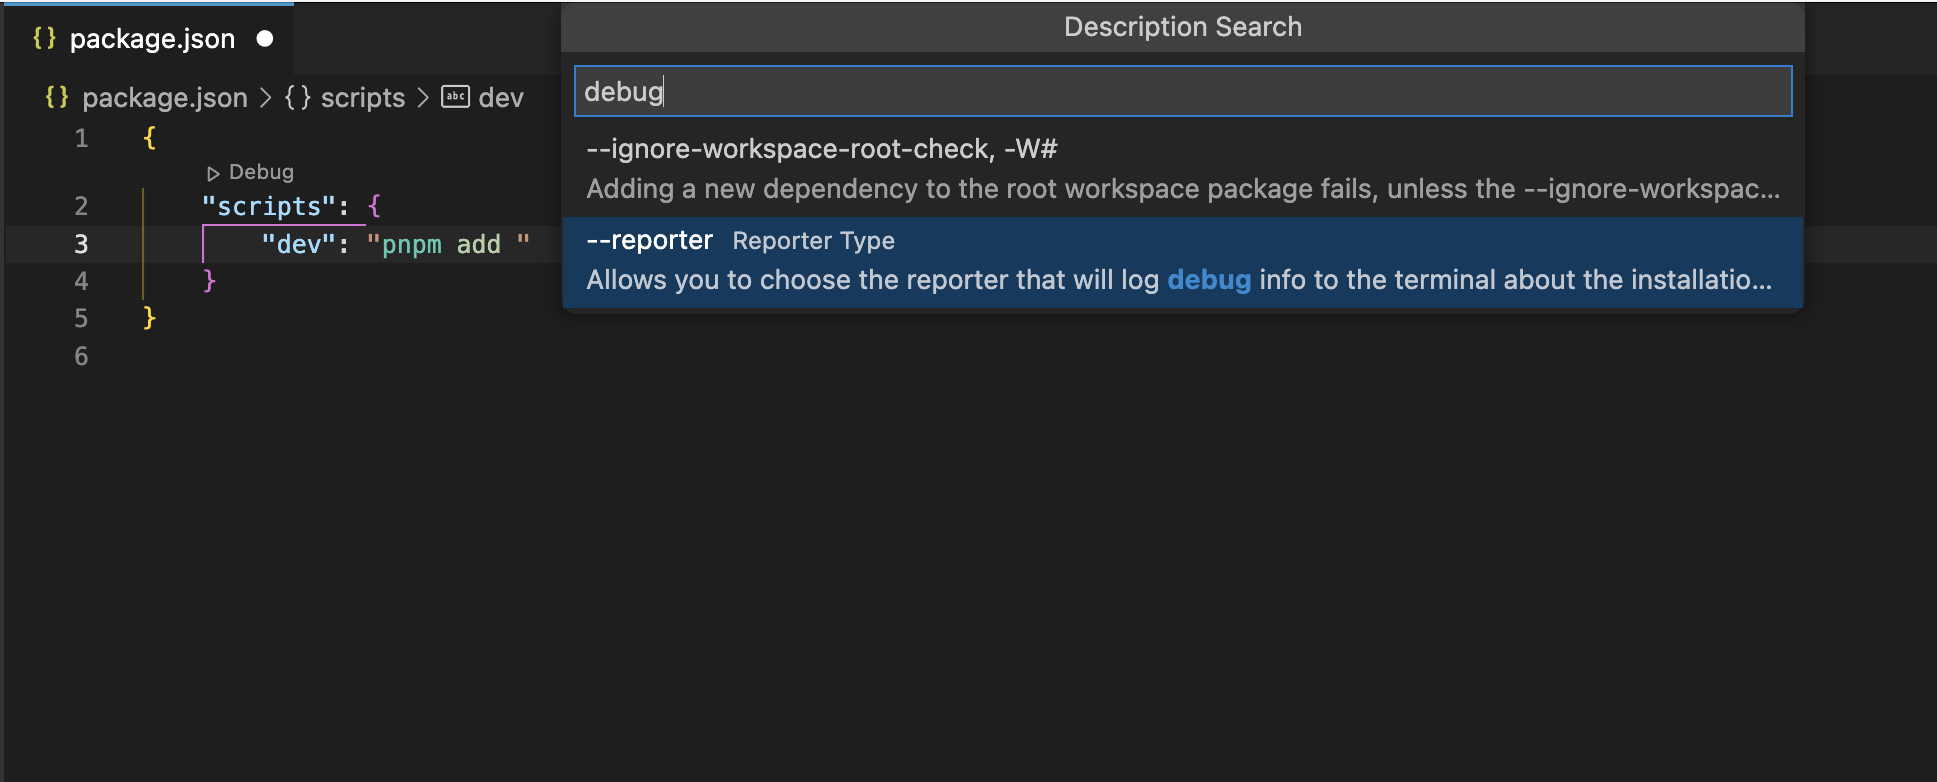 {} package.json
{} package.json > {} scripts > abc dev
1 {
Debug
2 "scripts": {
3 "dev": "pnpm add "
4 }
5 }
6
Description Search
debug
--ignore-workspace-root-check, -W#
Adding a new dependency to the root workspace package fails, unless the --ignore-workspac...
--reporter Reporter Type
Allows you to choose the reporter that will log debug info to the terminal about the installatio...